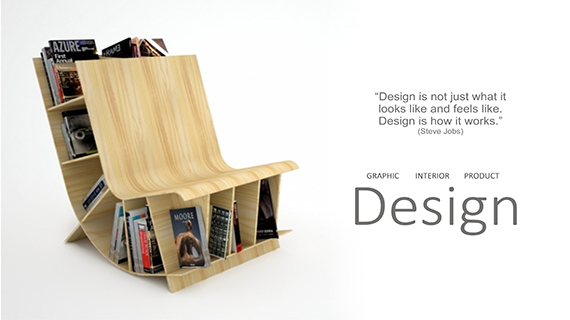 AZURE
First
Annual
FRAMES
MOORE
“Design is not just what it
looks like and feels like.
Design is how it works.”
(Steve Jobs)
GRAPHIC INTERIOR PRODUCT
Design